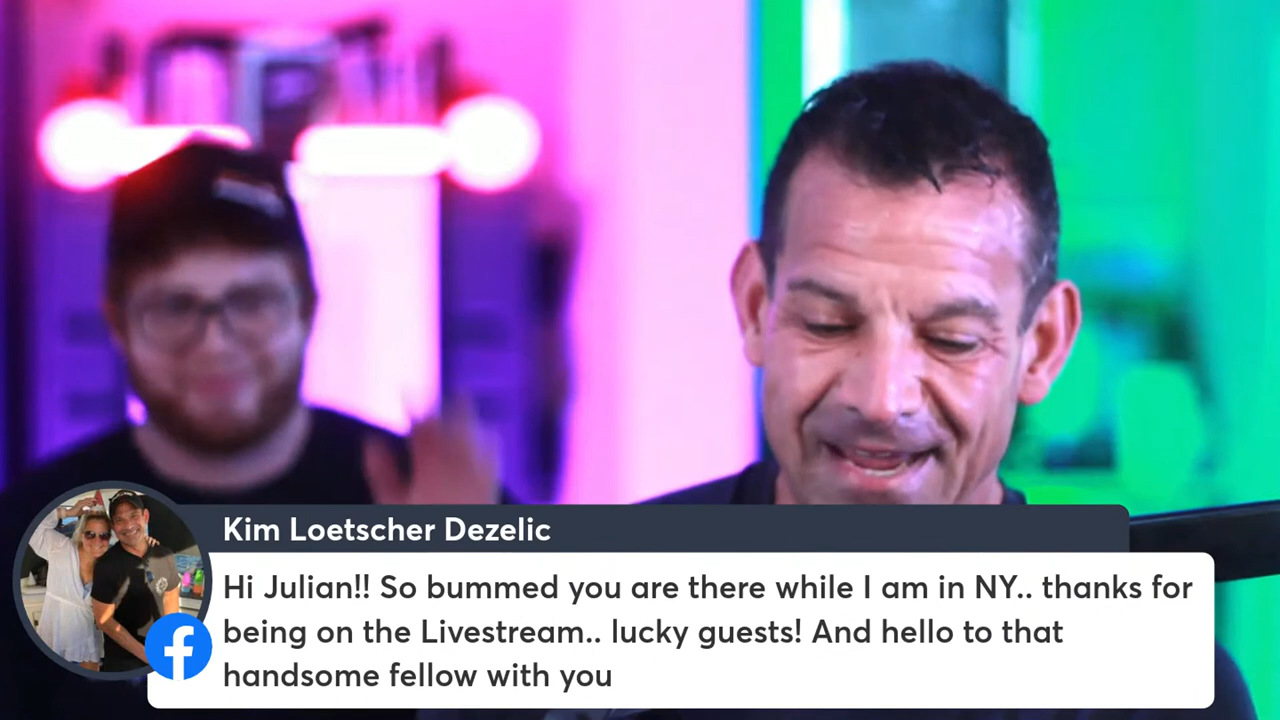 Kim Loetscher Dezelic
Hi Julian!! So bummed you are there while I am in NY.. thanks for
being on the Livestream.. lucky guests! And hello to that
handsome fellow with you